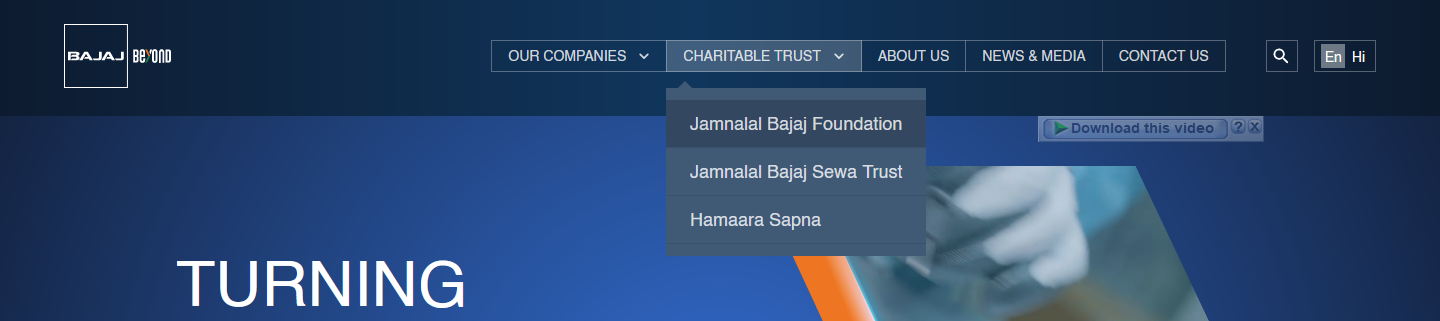 BAJAJ Beyond
OUR COMPANIES CHARITABLE TRUST ABOUT US NEWS & MEDIA CONTACT US En Hi
Jamnalal Bajaj Foundation
Download this video ? X
Jamnalal Bajaj Sewa Trust
Hamaara Sapna
TURNING